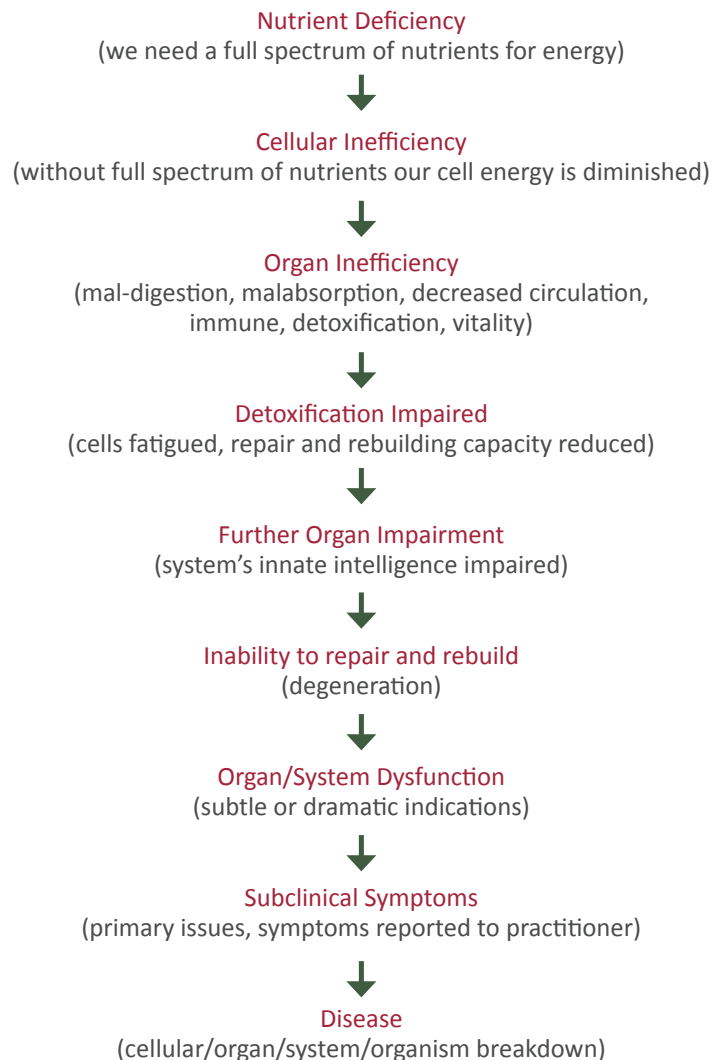 Nutrient Deficiency
(we need a full spectrum of nutrients for energy)
Cellular Inefficiency
(without full spectrum of nutrients our cell energy is diminished)
Organ Inefficiency
(mal-digestion, malabsorption, decreased circulation,
immune, detoxification, vitality)
Detoxification Impaired
(cells fatigued, repair and rebuilding capacity reduced)
Further Organ Impairment
(system’s innate intelligence impaired)
Inability to repair and rebuild
(degeneration)
Organ/System Dysfunction
(subtle or dramatic indications)
Subclinical Symptoms
(primary issues, symptoms reported to practitioner)
Disease
(cellular/organ/system/organism breakdown)